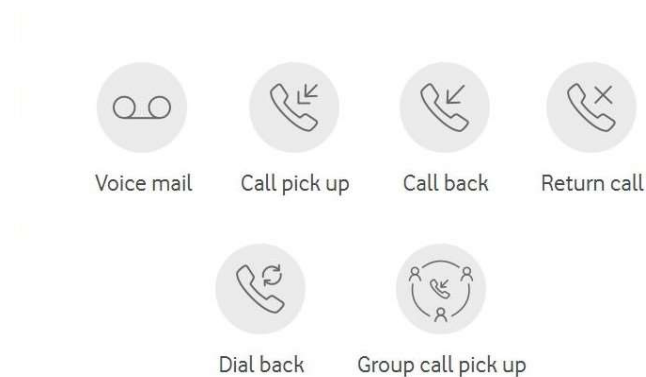 Voice mail
Call pick up
Call back
Return call
Dial back
Group call pick up